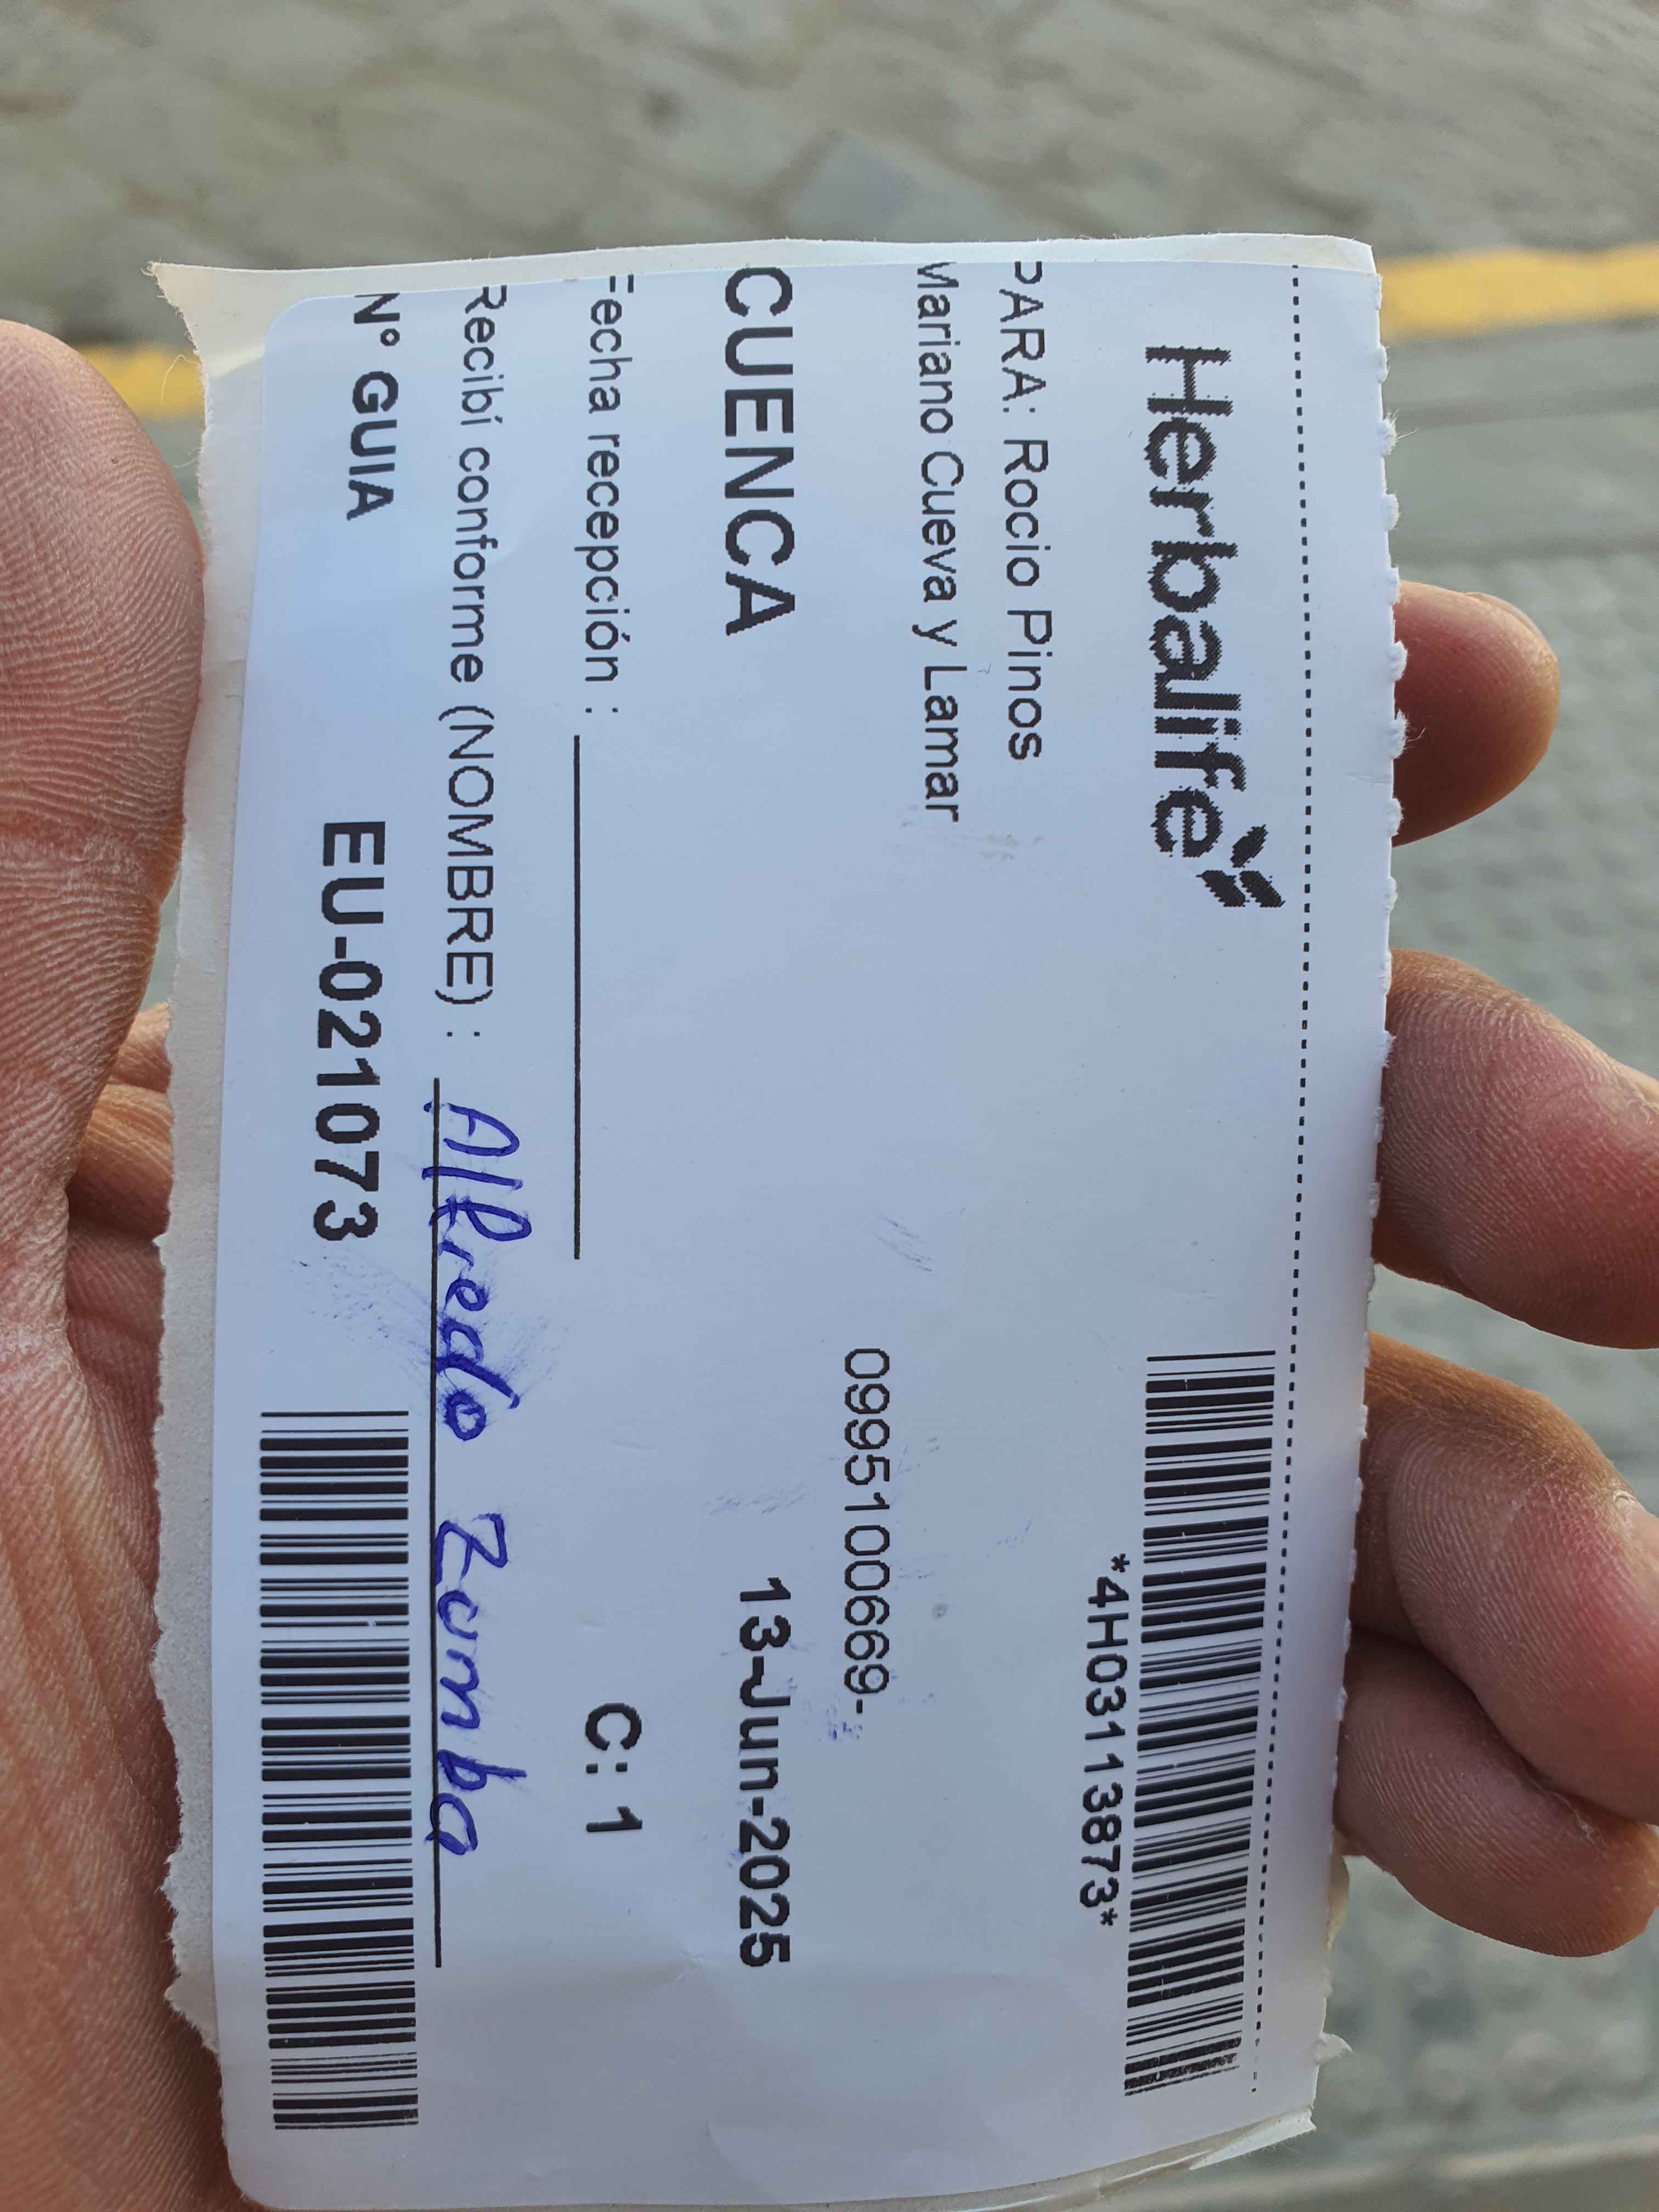 Herbalife
*4H03113873*
PARA: Rocio Pinos
Mariano Cueva y Lamar
0995100669-
CUENCA 13-Jun-2025
Fecha recepción : C: 1
Recibí conforme (NOMBRE) : Alfredo Zumba
N° GUIA EU-021073